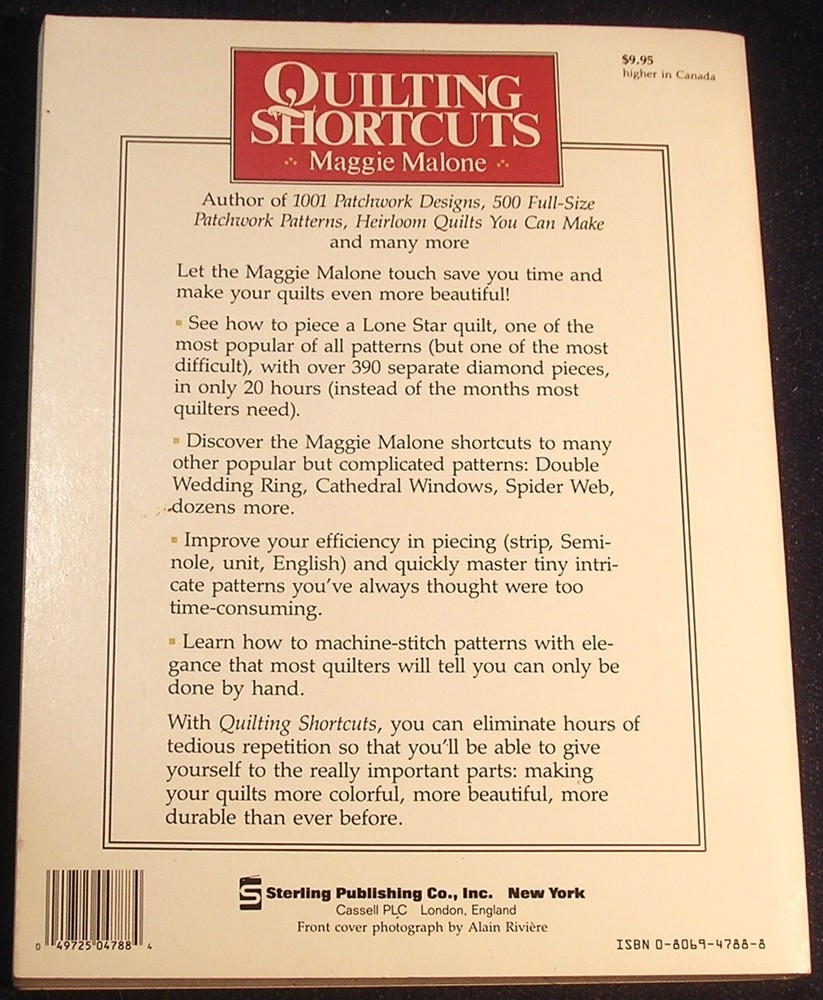 $9.95
higher in Canada
QUILTING
SHORTCUTS
Maggie Malone
Author of 1001 Patchwork Designs, 500 Full-Size
Patchwork Patterns, Heirloom Quilts You Can Make
and many more
Let the Maggie Malone touch save you time and
make your quilts even more beautiful!
▪ See how to piece a Lone Star quilt, one of the
most popular of all patterns (but one of the most
difficult), with over 390 separate diamond pieces,
in only 20 hours (instead of the months most
quilters need).
▪ Discover the Maggie Malone shortcuts to many
other popular but complicated patterns: Double
Wedding Ring, Cathedral Windows, Spider Web,
dozens more.
▪ Improve your efficiency in piecing (strip, Semi-
nole, unit, English) and quickly master tiny intri-
cate patterns you've always thought were too
time-consuming.
▪ Learn how to machine-stitch patterns with ele-
gance that most quilters will tell you can only be
done by hand.
With Quilting Shortcuts, you can eliminate hours of
tedious repetition so that you'll be able to give
yourself to the really important parts: making
your quilts more colorful, more beautiful, more
durable than ever before.
S Sterling Publishing Co., Inc. New York
Cassell PLC London, England
Front cover photograph by Alain Rivière
0 49725 04788 4
ISBN 0-8069-4788-8